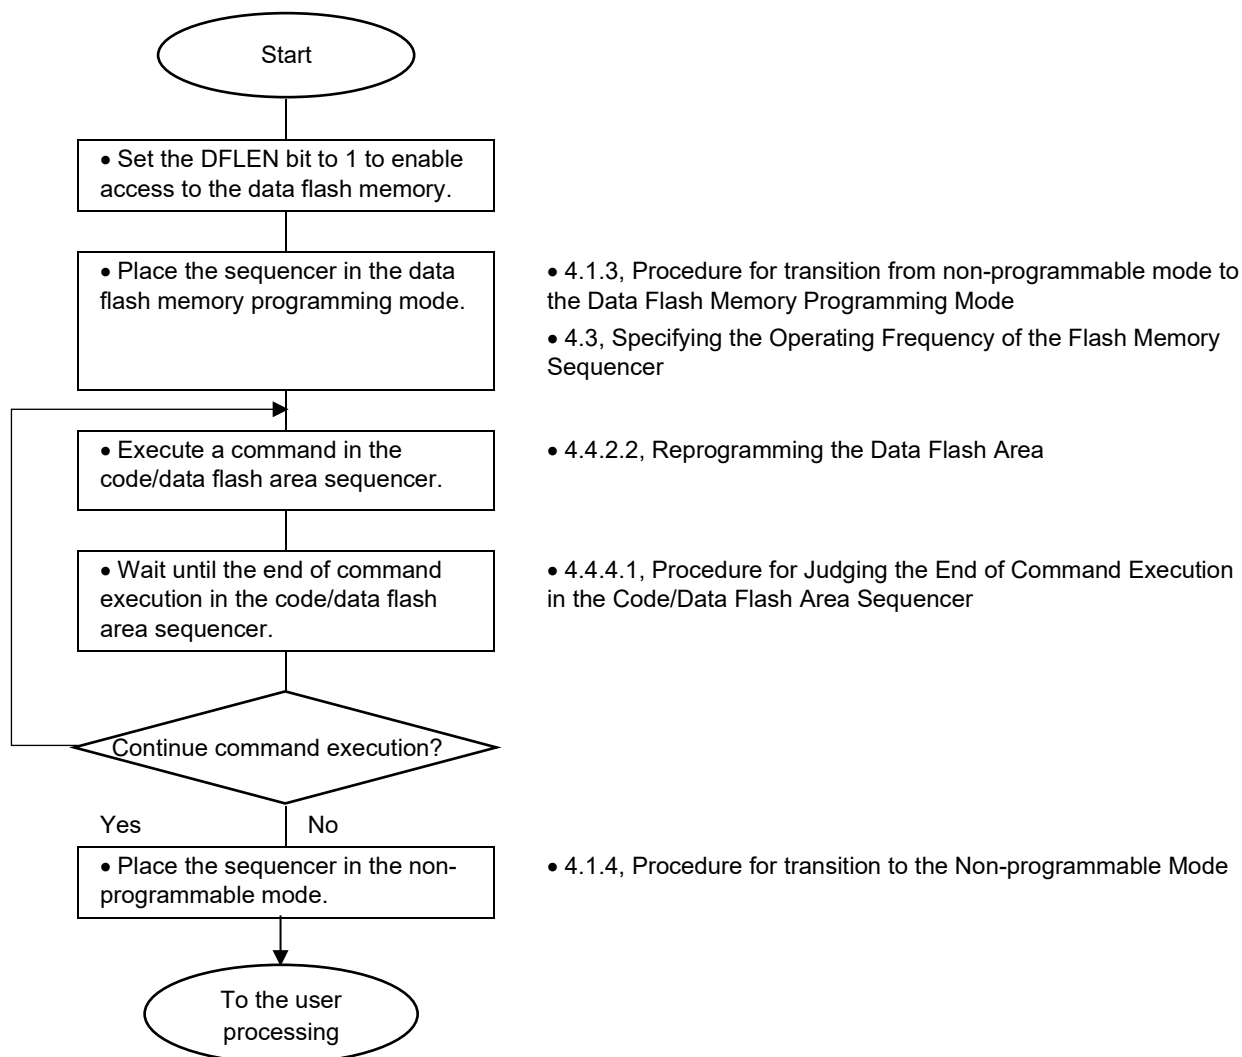 Start
• Set the DFLEN bit to 1 to enable
access to the data flash memory.
• Place the sequencer in the data
flash memory programming mode.
• 4.1.3, Procedure for transition from non-programmable mode to
the Data Flash Memory Programming Mode
• 4.3, Specifying the Operating Frequency of the Flash Memory
Sequencer
• Execute a command in the
code/data flash area sequencer.
• 4.4.2.2, Reprogramming the Data Flash Area
• Wait until the end of command
execution in the code/data flash
area sequencer.
• 4.4.4.1, Procedure for Judging the End of Command Execution
in the Code/Data Flash Area Sequencer
Continue command execution?
Yes
No
• Place the sequencer in the non-
programmable mode.
• 4.1.4, Procedure for transition to the Non-programmable Mode
To the user
processing